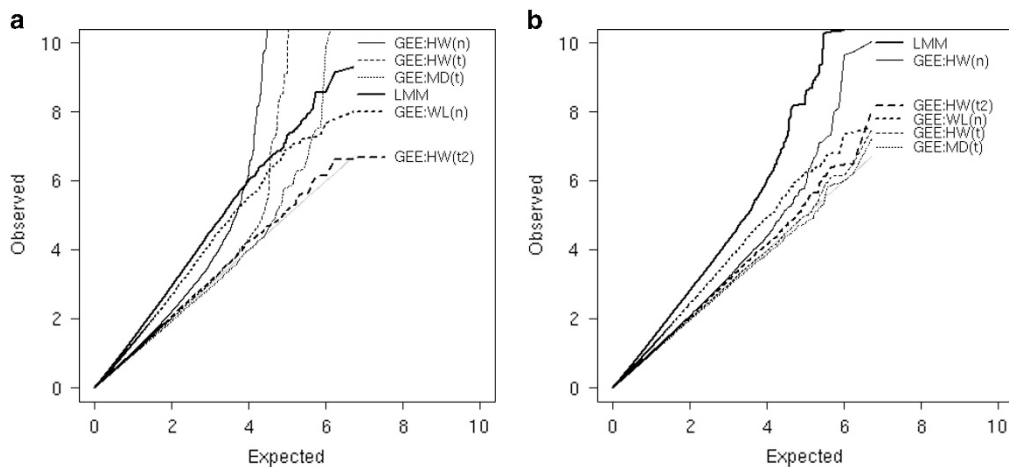 a
10
8
6
4
2
0
Observed
0 2 4 6 8 10
Expected
GEE:HW(n)
GEE:HW(t)
GEE:MD(t)
LMM
GEE:WL(n)
GEE:HW(t2)
b
10
8
6
4
2
0
Observed
0 2 4 6 8 10
Expected
LMM
GEE:HW(n)
GEE:HW(t2)
GEE:WL(n)
GEE:HW(t)
GEE:MD(t)